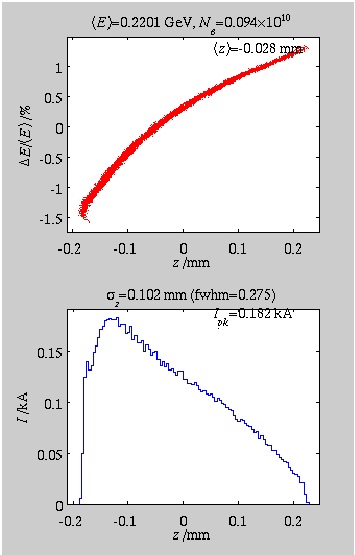 ⟨E⟩=0.2201 GeV, N_e=0.094×10^10
⟨z⟩=-0.028 mm
ΔE/⟨E⟩ /%
1
0.5
0
-0.5
-1
-1.5
-0.2 -0.1 0 0.1 0.2
z /mm
σ_z=0.102 mm (fwhm=0.275)
I_pk=0.182 kA
I /kA
0.15
0.1
0.05
0
-0.2 -0.1 0 0.1 0.2
z /mm